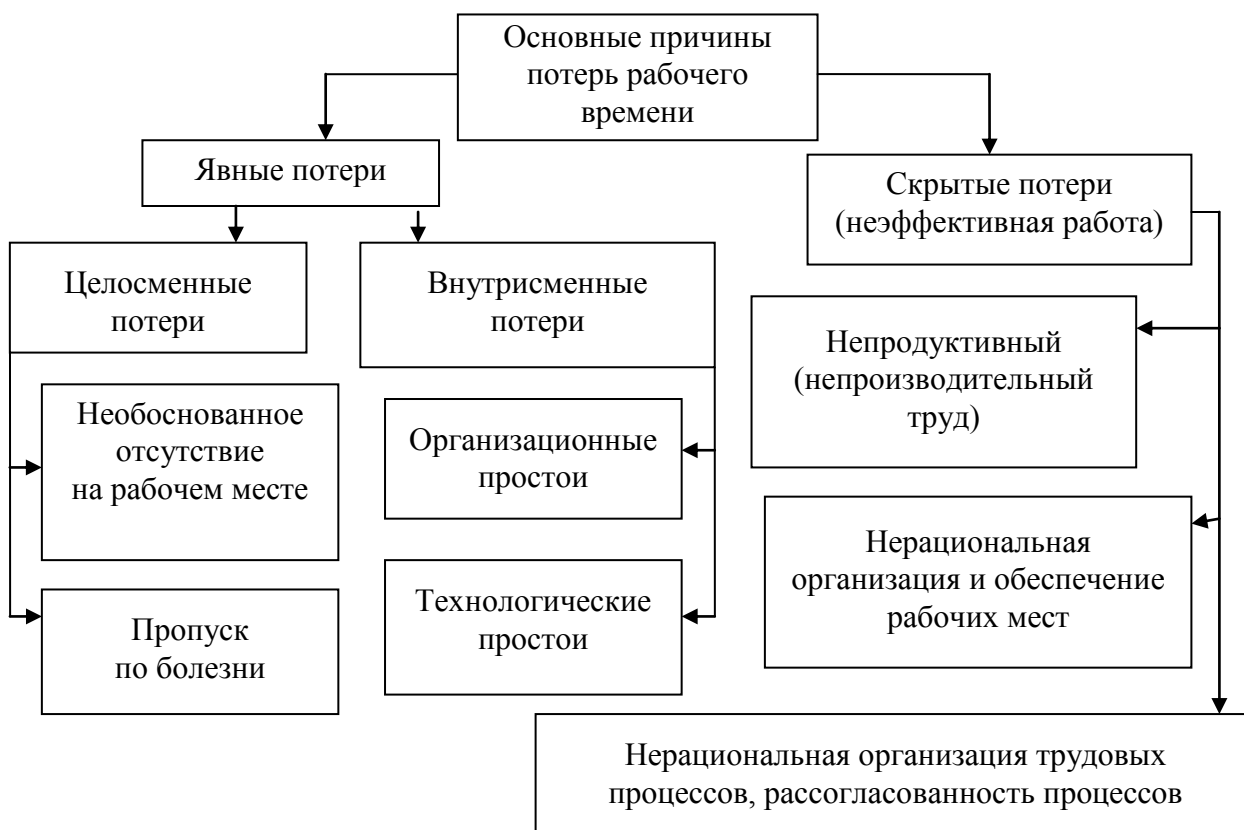 Основные причины
потерь рабочего
времени
Явные потери
Скрытые потери
(неэффективная работа)
Целосменные
потери
Внутрисменные
потери
Непродуктивный
(непроизводительный
труд)
Необоснованное
отсутствие
на рабочем месте
Организационные
простои
Нерациональная
организация и обеспечение
рабочих мест
Технологические
простои
Пропуск
по болезни
Нерациональная организация трудовых
процессов, рассогласованность процессов